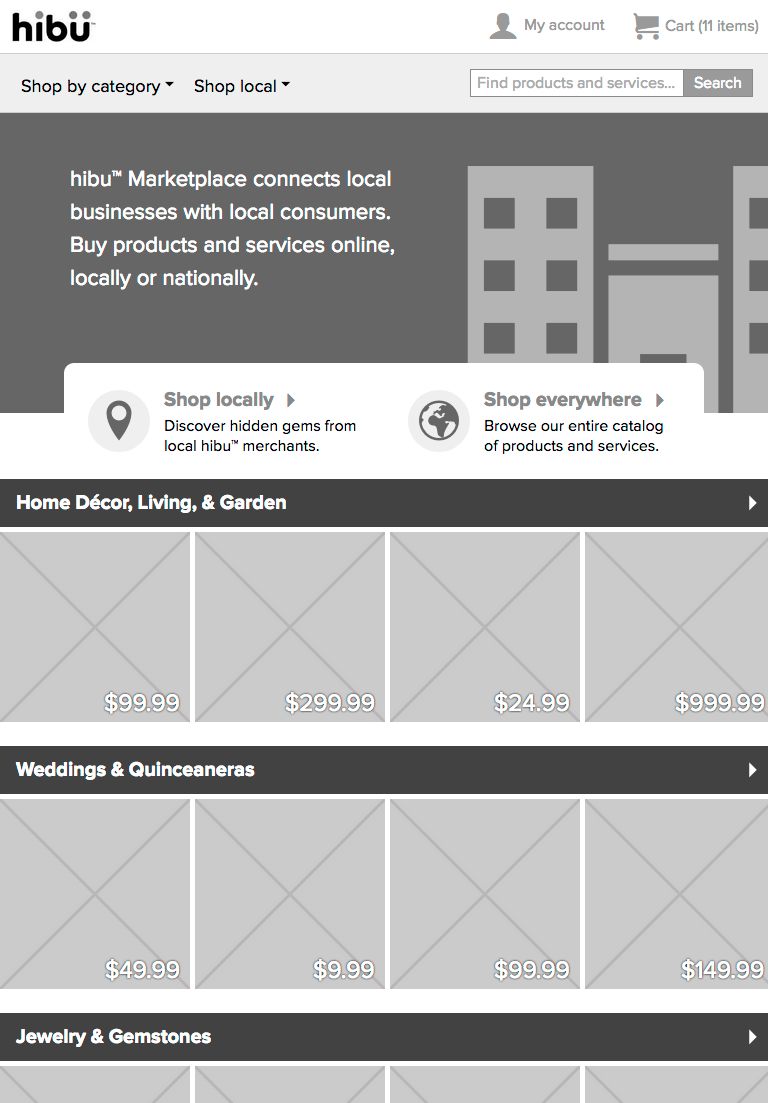 hibü™
My account
Cart (11 items)
Shop by category
Shop local
Find products and services...
Search
hibu™ Marketplace connects local
businesses with local consumers.
Buy products and services online,
locally or nationally.
Shop locally
Discover hidden gems from
local hibu™ merchants.
Shop everywhere
Browse our entire catalog
of products and services.
Home Décor, Living, & Garden
$99.99
$299.99
$24.99
$999.99
Weddings & Quinceaneras
$49.99
$9.99
$99.99
$149.99
Jewelry & Gemstones